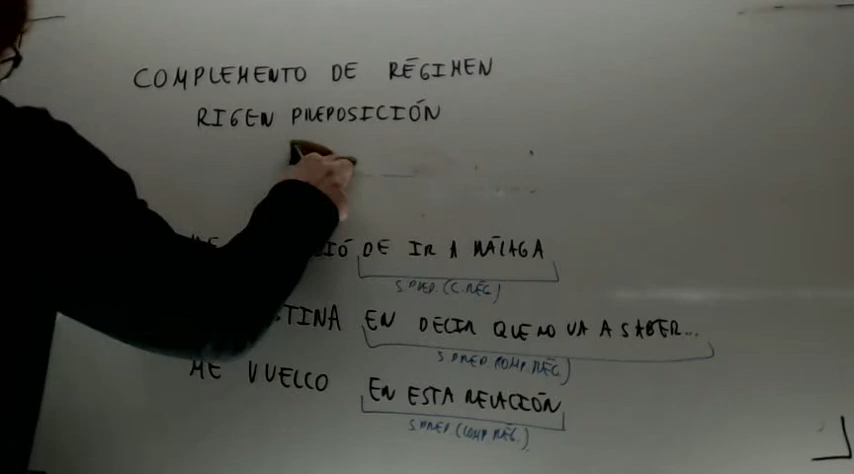 COMPLEMENTO DE RÉGIMEN
RIGEN PREPOSICIÓN
DE IR A MÁLAGA
S.PREP. (C.RÉG)
TINA EN DECIR QUE NO VA A SABER...
S.PREP. COMP. RÉG.)
ME VUELCO EN ESTA RELACIÓN
S.PREP. (COMP. RÉG.)